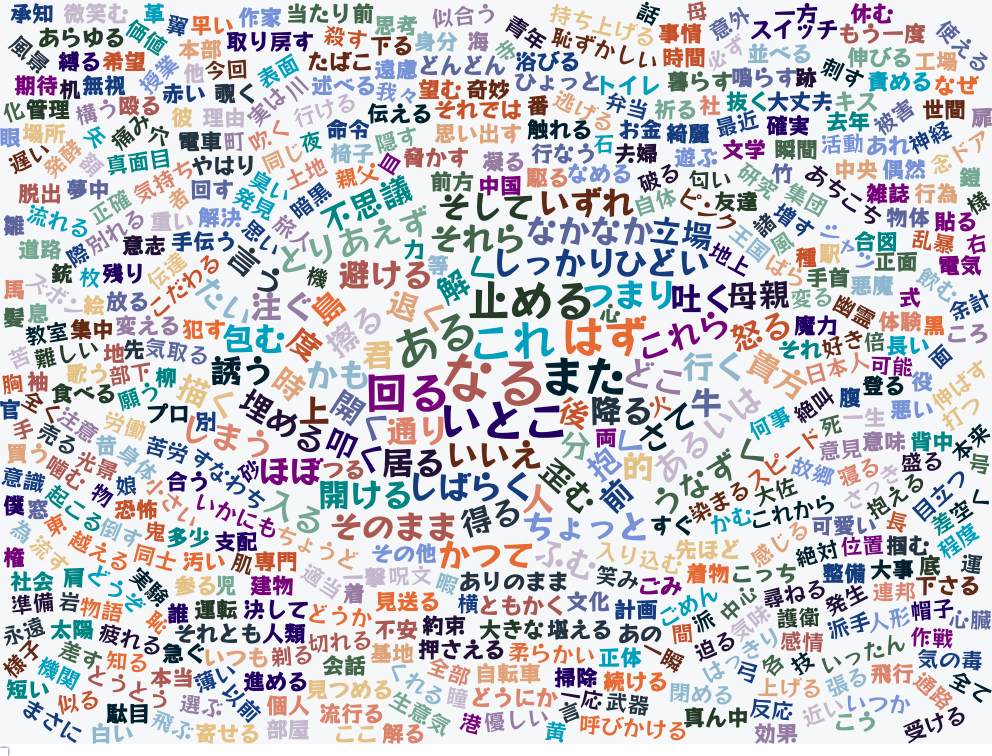 承知 微笑む 革 翼 早い 作家 当たり前 思考 似合う 青年 持ち上げる 話 母 意外 一方 休む
あらゆる 価値 取り戻す 殺す 下る 身分 海 恥ずかしい 事情 スイッチ もう一度 使える
風景 縛る 希望 授業 本部 他 今回 表面 たばこ 遠慮 どんどん 浴びる 時間 必ず 並べる 伸びる 工場
期待 机 無視 赤い 覗く 実は 述べる 我々 望む 奇妙 ひょっと トイレ 暮らす 鳴らす 跡 刺す 責める なぜ
化 管理 構う 殴る 彼 理由 行ける 伝える それでは 番 逃げる 弁当 祈る 社 抜く 大丈夫 キス 被害 世間 扉
眼 場所 天 痛み 穴 電車 町 吹く 夜 命令 隠す 思い出す 触れる 石 お金 綺麗 最近 確実 去年 活動 あれ 神経 ドア
遅い 発酵 真面目 やはり 同じ 椅子 脅かす 凝る 行なう 夫婦 遊ぶ 文学 瞬間 中央 偶然 念 鎧
脱出 夢中 正確 気持ち 回す 臭い 土地 親父 目 前方 中国 なめる 破る 匂い 研究 竹 あちこち 雑誌 行為 様
雛 流れる 別れる 重い 解決 発見 暗黒 不思議 そして いずれ 自体 ピンク 友達 集団 諸 増す 物体 貼る
道路 際 意志 手伝う 思い 旅 とりあえず 力 それら なかなか 立場 王国 風 駅 合図 乱暴 右
銃 枚 残り 伝達 こだわる 言う 機 避ける 等 解く しっかり ひどい 地上 種 手首 正面 電気
馬 ズボン 絵 放る たい 注ぐ 島 退く 止める つまり 吐く 母親 変る 悪魔 飲む 式 余計
髪 息 教室 集中 変える 犯す 包む 度 擦る ある これ 心 はず これら 怒る 魔力 幽霊 体験 黒 ころ
苦 難しい 地 先 気取る 誘う 時 かも 君 なる また どこ 行く 貴方 それ 好き 倍 長い 面
胸 袖 歌う 部下 柳 描く 回る いとこ 後 降る 火 さて 牛 日本人 可能 登る 役 伸ばす
官 全く 食べる 願う プロ 別 埋める 上 開く 通り 分 両 あるいは 何事 絶叫 腹 悪い 打つ
手 売る 注意 労働 しまう 叩く 居る いいえ 歪む 抱く 的 うなずく スピード 死 一生 意見 意味 背中 本来
買う 噛む 光景 昔 身体 苦労 すなわち 砂 ほぼ つる 開ける しばらく 人 前 故郷 寝る 盛る 号
意識 物 娘 合う 入る 得る 染まる 大佐 さっき 抱える 目立つ 空く
僕 窓 起こる 恐怖 小さい いかにも そのまま ちょっと すぐ かむ これから 長 差
為 東 倒す 鬼 多少 支配 ちょうど その他 かつて ふむ 入り込む 先ほど 感じる 可愛い 位置 掴む 程度
権 流す 越える 同士 汚い 肌 専門 一撃 呪文 暇 ありのまま 笑み ごみ 着物 こっち 絶対 整備 大事 底 運
社会 肩 どうぞ 実験 参る 児 建物 適当 着 見送る 横 ともかく 文化 計画 ごめん 中心 尋ねる 発生 連邦 下さる
準備 岩 物語 恥 誰 運転 決して どうか 不安 約束 大きな 堪える あの 間 派 気味 護衛 派手 人形 帽子 心臓
永遠 太陽 疲れる それとも 人類 切れる 基地 押さえる 柔らかい 正体 一瞬 迫る はっきり 感情 作戦
様子 差す 知る 急ぐ いつも 剃る 会話 全部 自転車 掃除 続ける 弓 各 技 いったん 気の毒
機関 とうとう 本当 薄い 以前 進める 見つめる くれる 瞳 どうにか 一応 武器 閉める 上げる 張る 飛行 通路 全て
短い 似る 駄目 選ぶ 個人 流行る 生意気 港 優しい 言 真ん中 反応 近い いつか
まさに 白い 飛ぶ 寄せる 部屋 ここ 解る 黄 呼びかける 効果 こう 受ける